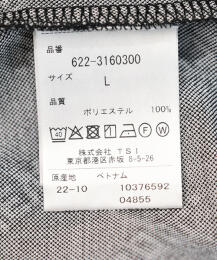 品番
622-3160300
サイズ
L
品質
ポリエステル 100%
40
株式会社 TSI
東京都港区赤坂 8-5-26
原産地 ベトナム
22-10 10376592
04855